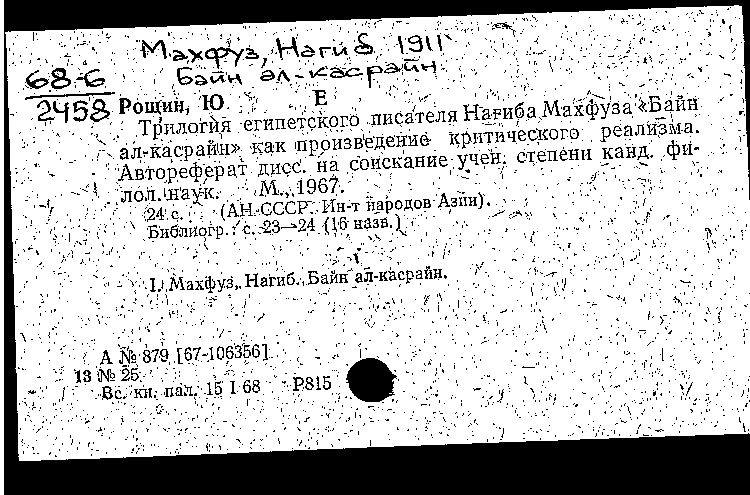 Махфуз, Нагиб 1911
Байн ал-касрайн
68-6
2458
Рощин, Ю Е
Трилогия египетского писателя Нагиба Махфуза «Байн
ал-касрайн» как произведение критического реализма.
Автореферат дисс. на соискание учен. степени канд. фи-
лол. наук. М., 1967.
24 с. (АН СССР. Ин-т народов Азии).
Библиогр.: с. 23—24 (16 назв.)
I. Махфуз, Нагиб. Байн ал-касрайн.
А № 879 [67-106356]
13 № 25
Вс. кн. пал. 15 I 68 Р815